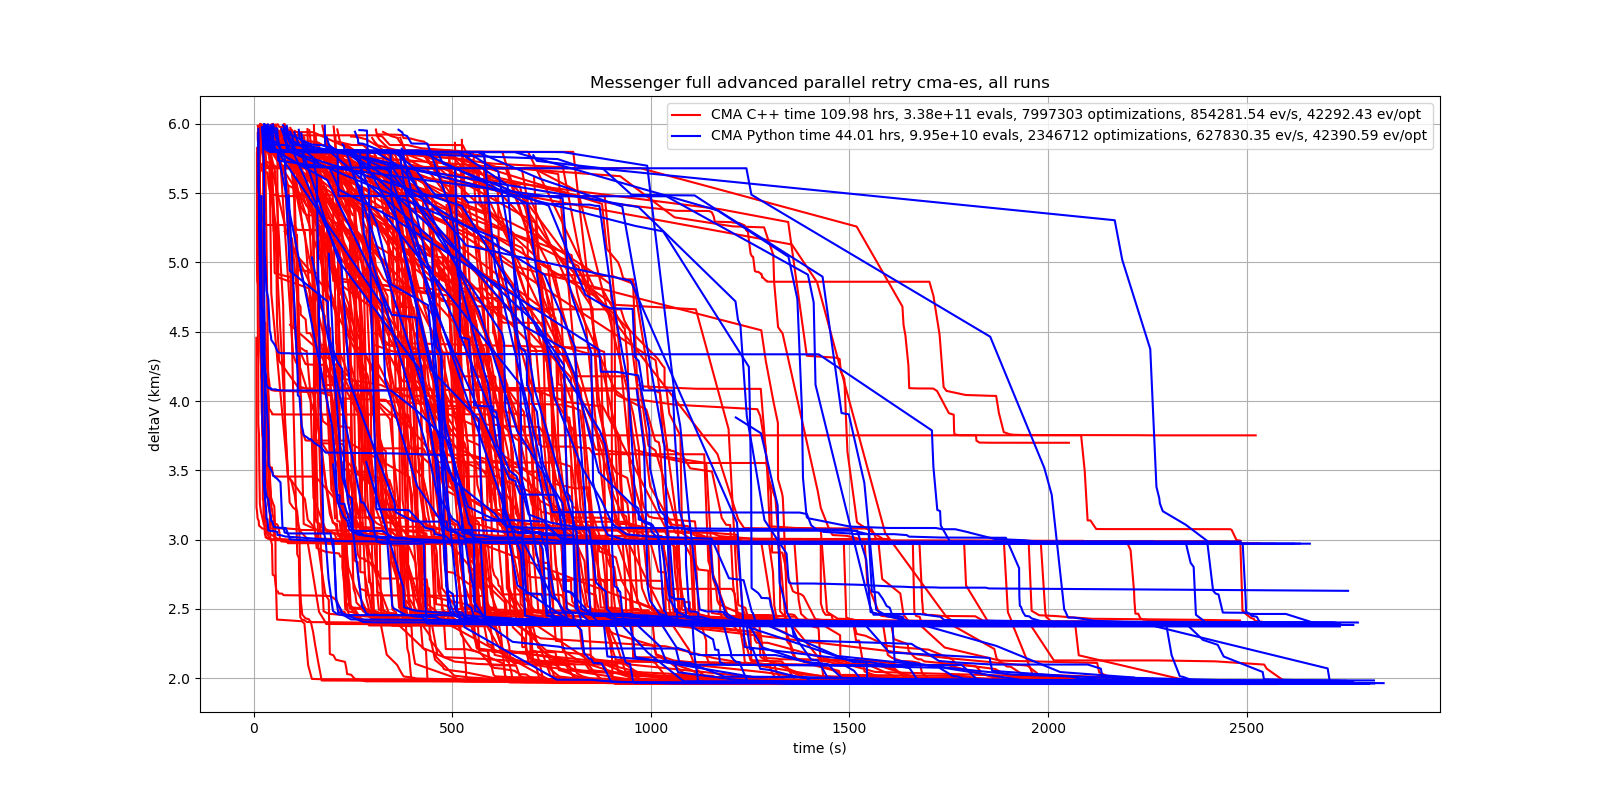 Messenger full advanced parallel retry cma-es, all runs
CMA C++ time 109.98 hrs, 3.38e+11 evals, 7997303 optimizations, 854281.54 ev/s, 42292.43 ev/opt
CMA Python time 44.01 hrs, 9.95e+10 evals, 2346712 optimizations, 627830.35 ev/s, 42390.59 ev/opt
6.0
5.5
5.0
4.5
4.0
3.5
3.0
2.5
2.0
deltaV (km/s)
0 500 1000 1500 2000 2500
time (s)